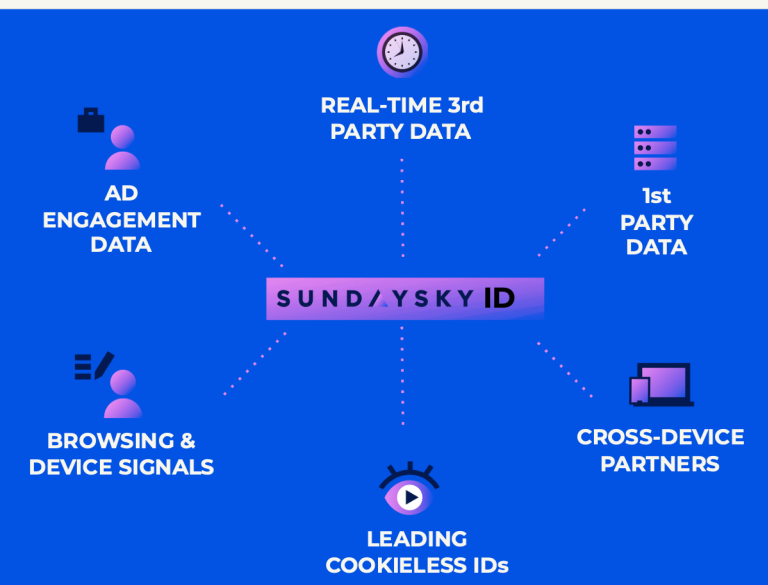 REAL-TIME 3rd
PARTY DATA
AD
ENGAGEMENT
DATA
1st
PARTY
DATA
SUNDAYSKY ID
BROWSING &
DEVICE SIGNALS
CROSS-DEVICE
PARTNERS
LEADING
COOKIELESS IDs